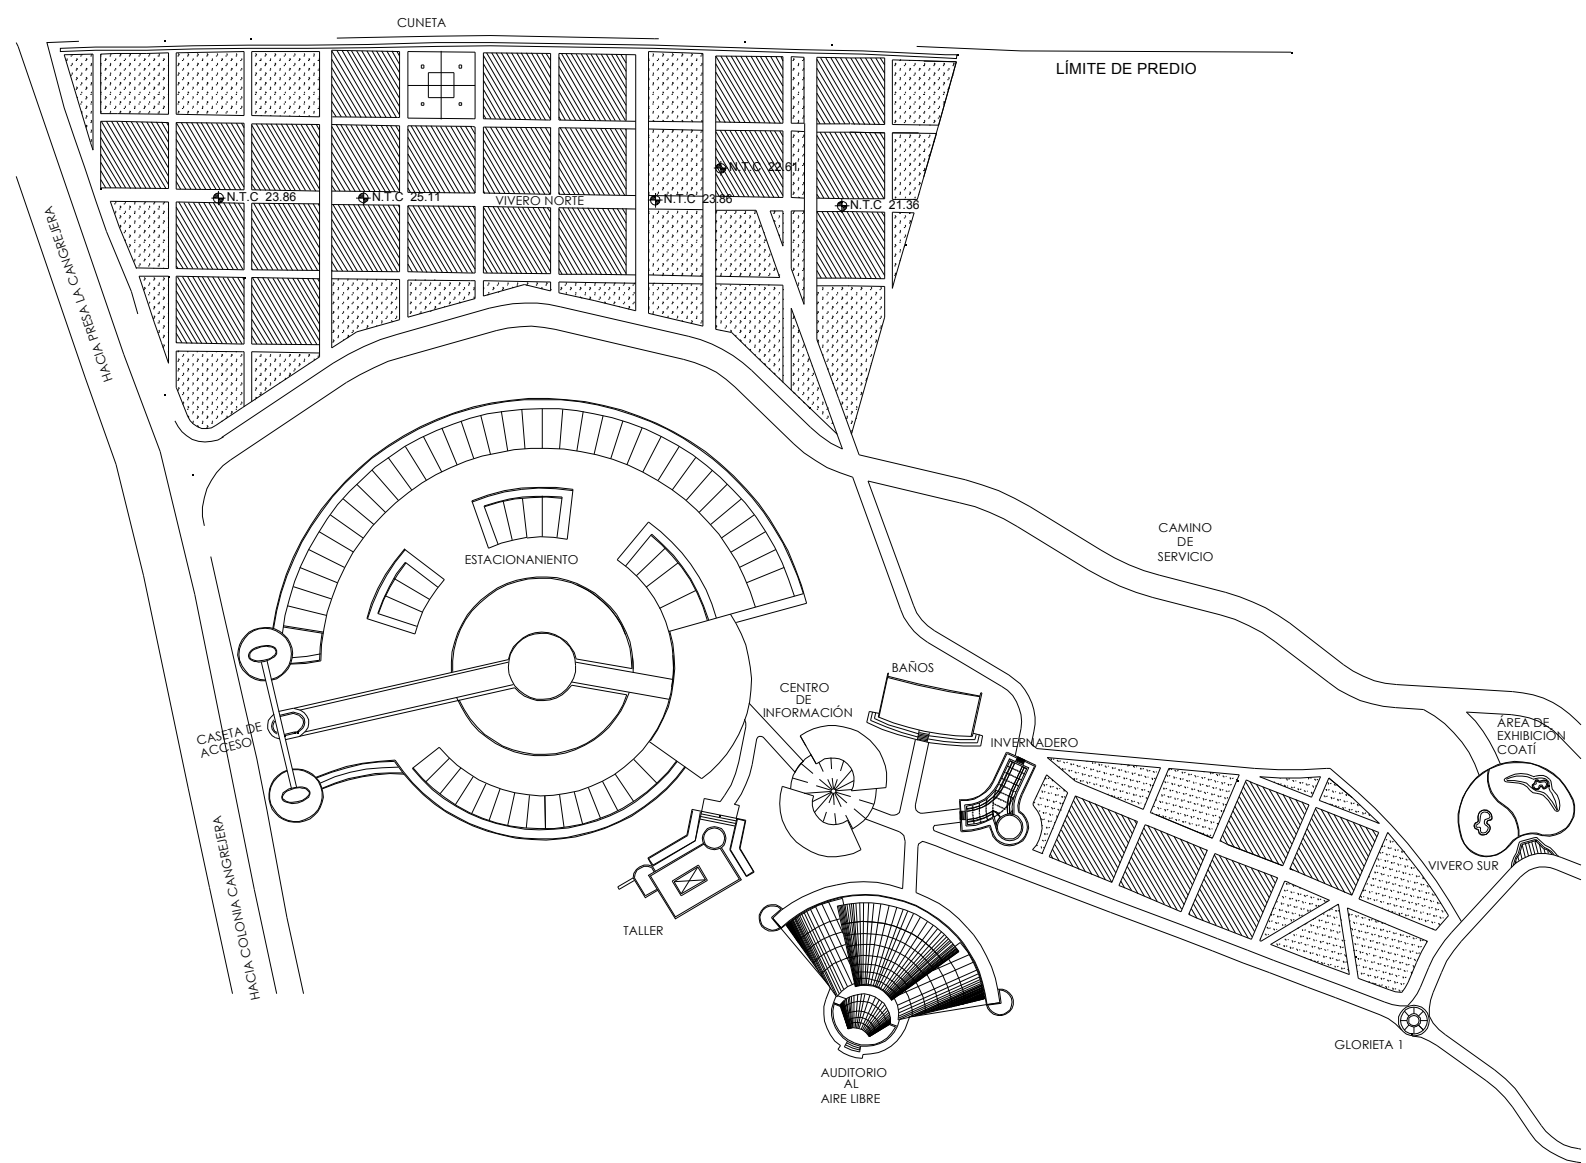 CUNETA
LÍMITE DE PREDIO
N.T.C 22.61
N.T.C 23.86
N.T.C 25.11
VIVERO NORTE
N.T.C 23.86
N.T.C 21.36
HACIA PRESA LA CANGREJERA
CAMINO
DE
SERVICIO
ESTACIONANIENTO
BAÑOS
CENTRO
DE
INFORMACIÓN
CASETA DE
ACCESO
INVERNADERO
ÁREA DE
EXHIBICIÓN
COATÍ
VIVERO SUR
HACIA COLONIA CANGREJERA
TALLER
GLORIETA 1
AUDITORIO
AL
AIRE LIBRE